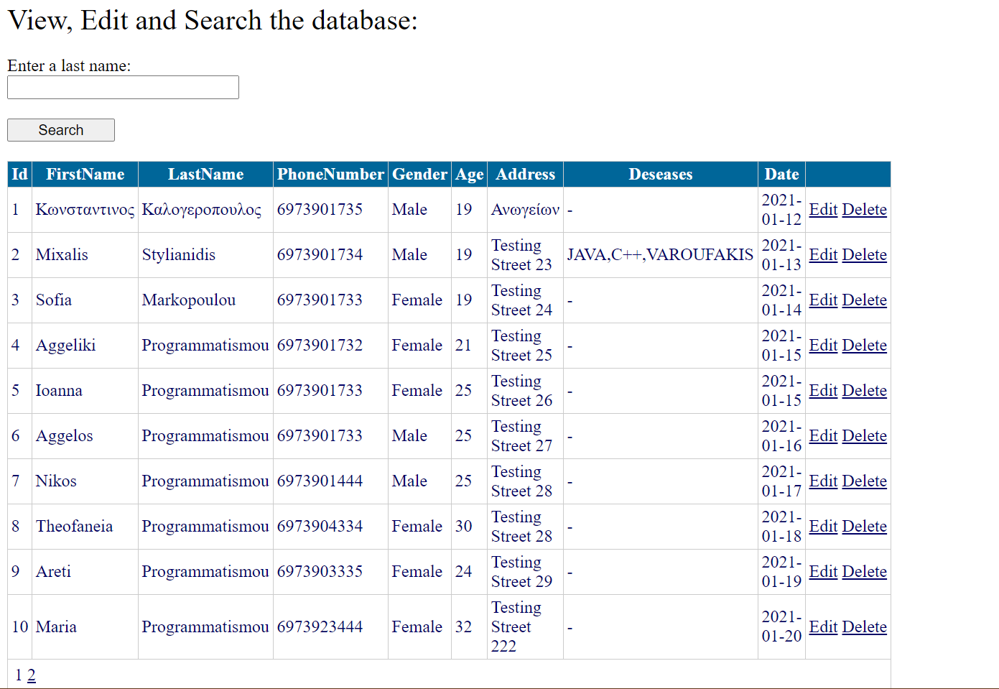 View, Edit and Search the database:
Enter a last name:
Search
Id FirstName LastName PhoneNumber Gender Age Address Deseases Date
1 Κωνσταντινος Καλογεροπουλος 6973901735 Male 19 Ανωγείων - 2021-01-12 Edit Delete
2 Mixalis Stylianidis 6973901734 Male 19 Testing Street 23 JAVA,C++,VAROUFAKIS 2021-01-13 Edit Delete
3 Sofia Markopoulou 6973901733 Female 19 Testing Street 24 - 2021-01-14 Edit Delete
4 Aggeliki Programmatismou 6973901732 Female 21 Testing Street 25 - 2021-01-15 Edit Delete
5 Ioanna Programmatismou 6973901733 Female 25 Testing Street 26 - 2021-01-15 Edit Delete
6 Aggelos Programmatismou 6973901733 Male 25 Testing Street 27 - 2021-01-16 Edit Delete
7 Nikos Programmatismou 6973901444 Male 25 Testing Street 28 - 2021-01-17 Edit Delete
8 Theofaneia Programmatismou 6973904334 Female 30 Testing Street 28 - 2021-01-18 Edit Delete
9 Areti Programmatismou 6973903335 Female 24 Testing Street 29 - 2021-01-19 Edit Delete
10 Maria Programmatismou 6973923444 Female 32 Testing Street 222 - 2021-01-20 Edit Delete
1 2